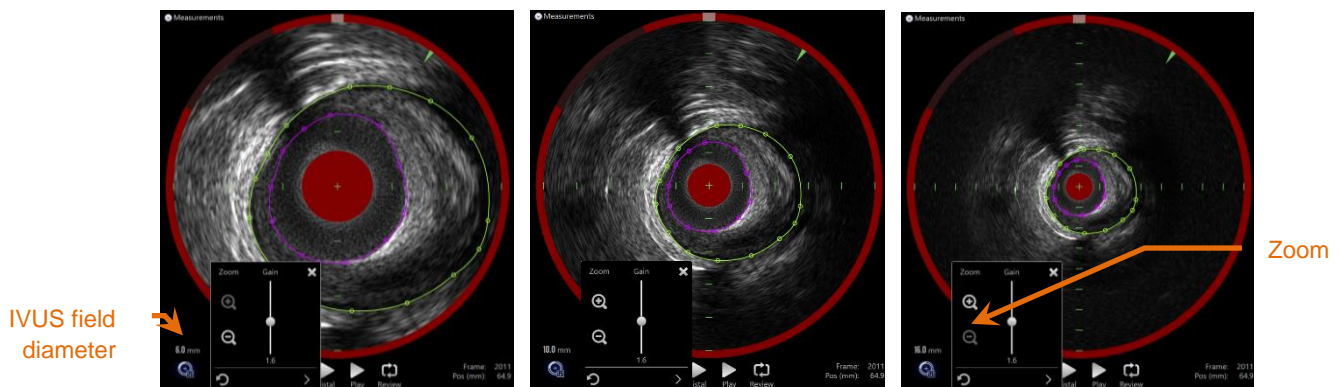 Measurements
Zoom Gain
1.6
6.0 mm
Play Review
Frame: 2011
Pos (mm): 64.9
Measurements
Zoom Gain
1.6
10.0 mm
istal Play Review
Frame: 2011
Pos (mm): 64.9
Measurements
Zoom Gain
1.6
16.0 mm
istal Play Review
Frame: 2011
Pos (mm): 64.9
IVUS field
diameter
Zoom